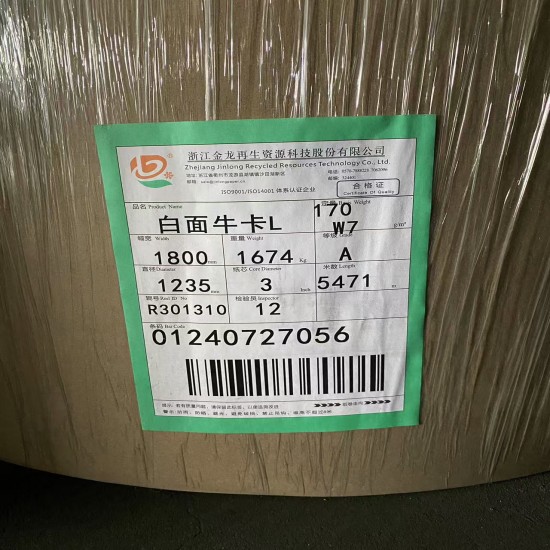 浙江金龙再生资源科技股份有限公司
Zhejiang Jinlong Recycled Resources Technology Co., Ltd.
ISO9001/ISO14001 体系认证企业
合格证
Certificate Of Quality
品名 Product Name
白面牛卡L
170
W7
g/m²
幅宽 Width
1800 mm
重量 Weight
1674 Kg
等级 Grade
A
直径 Diameter
1235 mm
纸芯 Core Diameter
3 Inch
米数 Length
5471 m
卷号 Reel ID No
R301310
检验员 Inspector
12
条码 Bar Code
01240727056